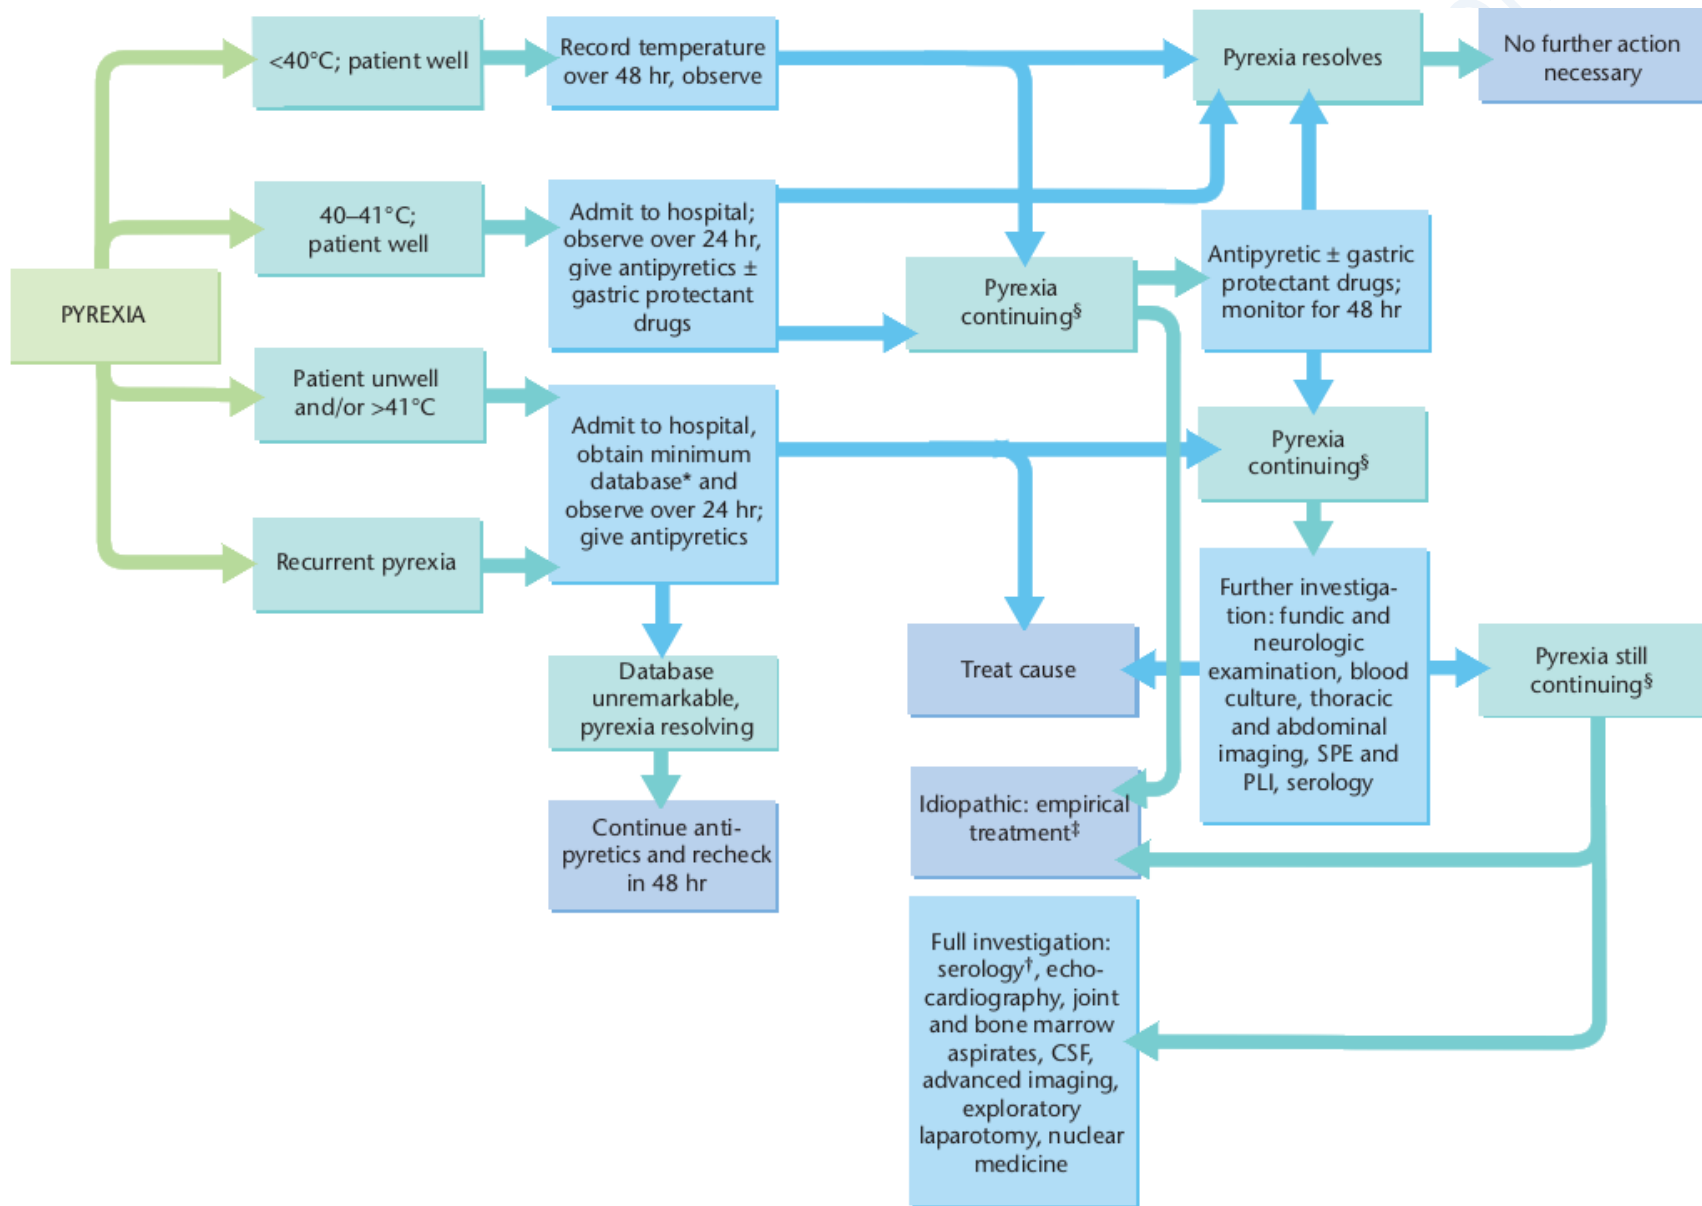 <40°C; patient well
Record temperature
over 48 hr, observe
Pyrexia resolves
No further action
necessary
40–41°C;
patient well
Admit to hospital;
observe over 24 hr,
give antipyretics ±
gastric protectant
drugs
Pyrexia
continuing§
Antipyretic ± gastric
protectant drugs;
monitor for 48 hr
PYREXIA
Patient unwell
and/or >41°C
Admit to hospital,
obtain minimum
database* and
observe over 24 hr;
give antipyretics
Pyrexia
continuing§
Recurrent pyrexia
Database
unremarkable,
pyrexia resolving
Treat cause
Further investiga-
tion: fundic and
neurologic
examination, blood
culture, thoracic
and abdominal
imaging, SPE and
PLI, serology
Pyrexia still
continuing§
Continue anti-
pyretics and recheck
in 48 hr
Idiopathic: empirical
treatment‡
Full investigation:
serology†, echo-
cardiography, joint
and bone marrow
aspirates, CSF,
advanced imaging,
exploratory
laparotomy, nuclear
medicine